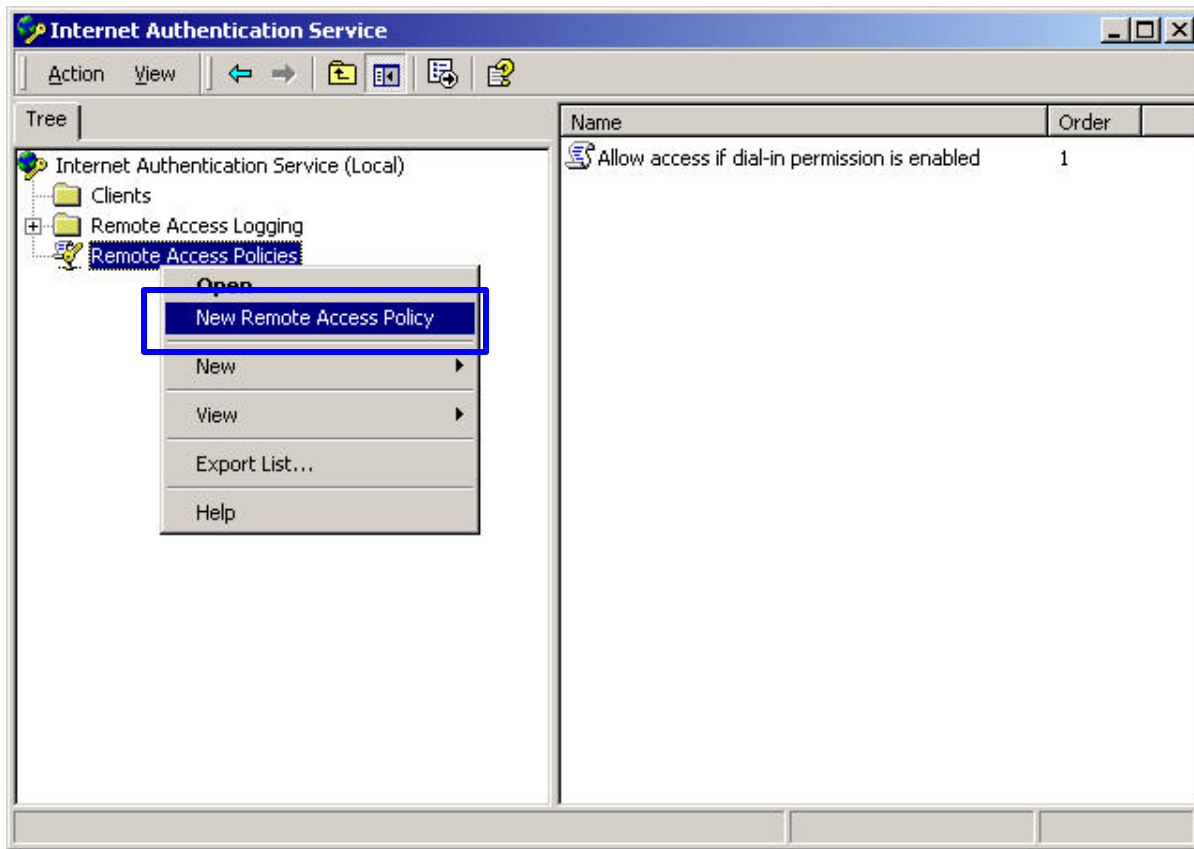 Internet Authentication Service
Action View
Tree
Name Order
Internet Authentication Service (Local)
Allow access if dial-in permission is enabled 1
Clients
Remote Access Logging
Remote Access Policies
Open
New Remote Access Policy
New
View
Export List...
Help